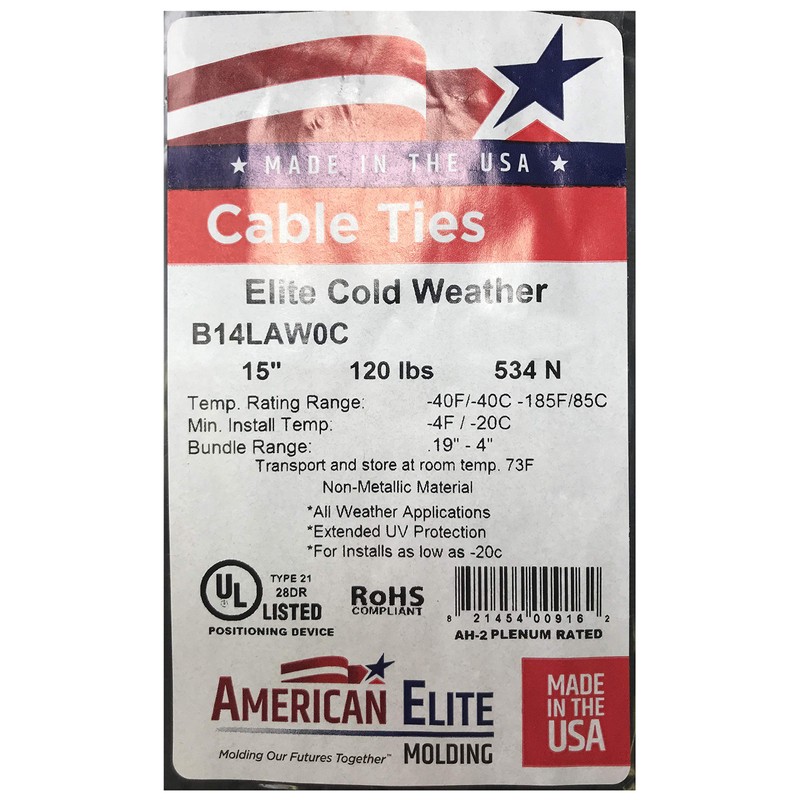 ★ MADE IN THE USA ★
Cable Ties
Elite Cold Weather
B14LAW0C
15" 120 lbs 534 N
Temp. Rating Range: -40F/-40C -185F/85C
Min. Install Temp: -4F / -20C
Bundle Range: .19" - 4"
Transport and store at room temp. 73F
Non-Metallic Material
*All Weather Applications
*Extended UV Protection
*For Installs as low as -20c
UL
TYPE 21
28DR
LISTED
POSITIONING DEVICE
RoHS
COMPLIANT
8 21454 00916 2
AH-2 PLENUM RATED
AMERICAN ELITE
MOLDING
Molding Our Futures Together™
MADE
IN THE
USA